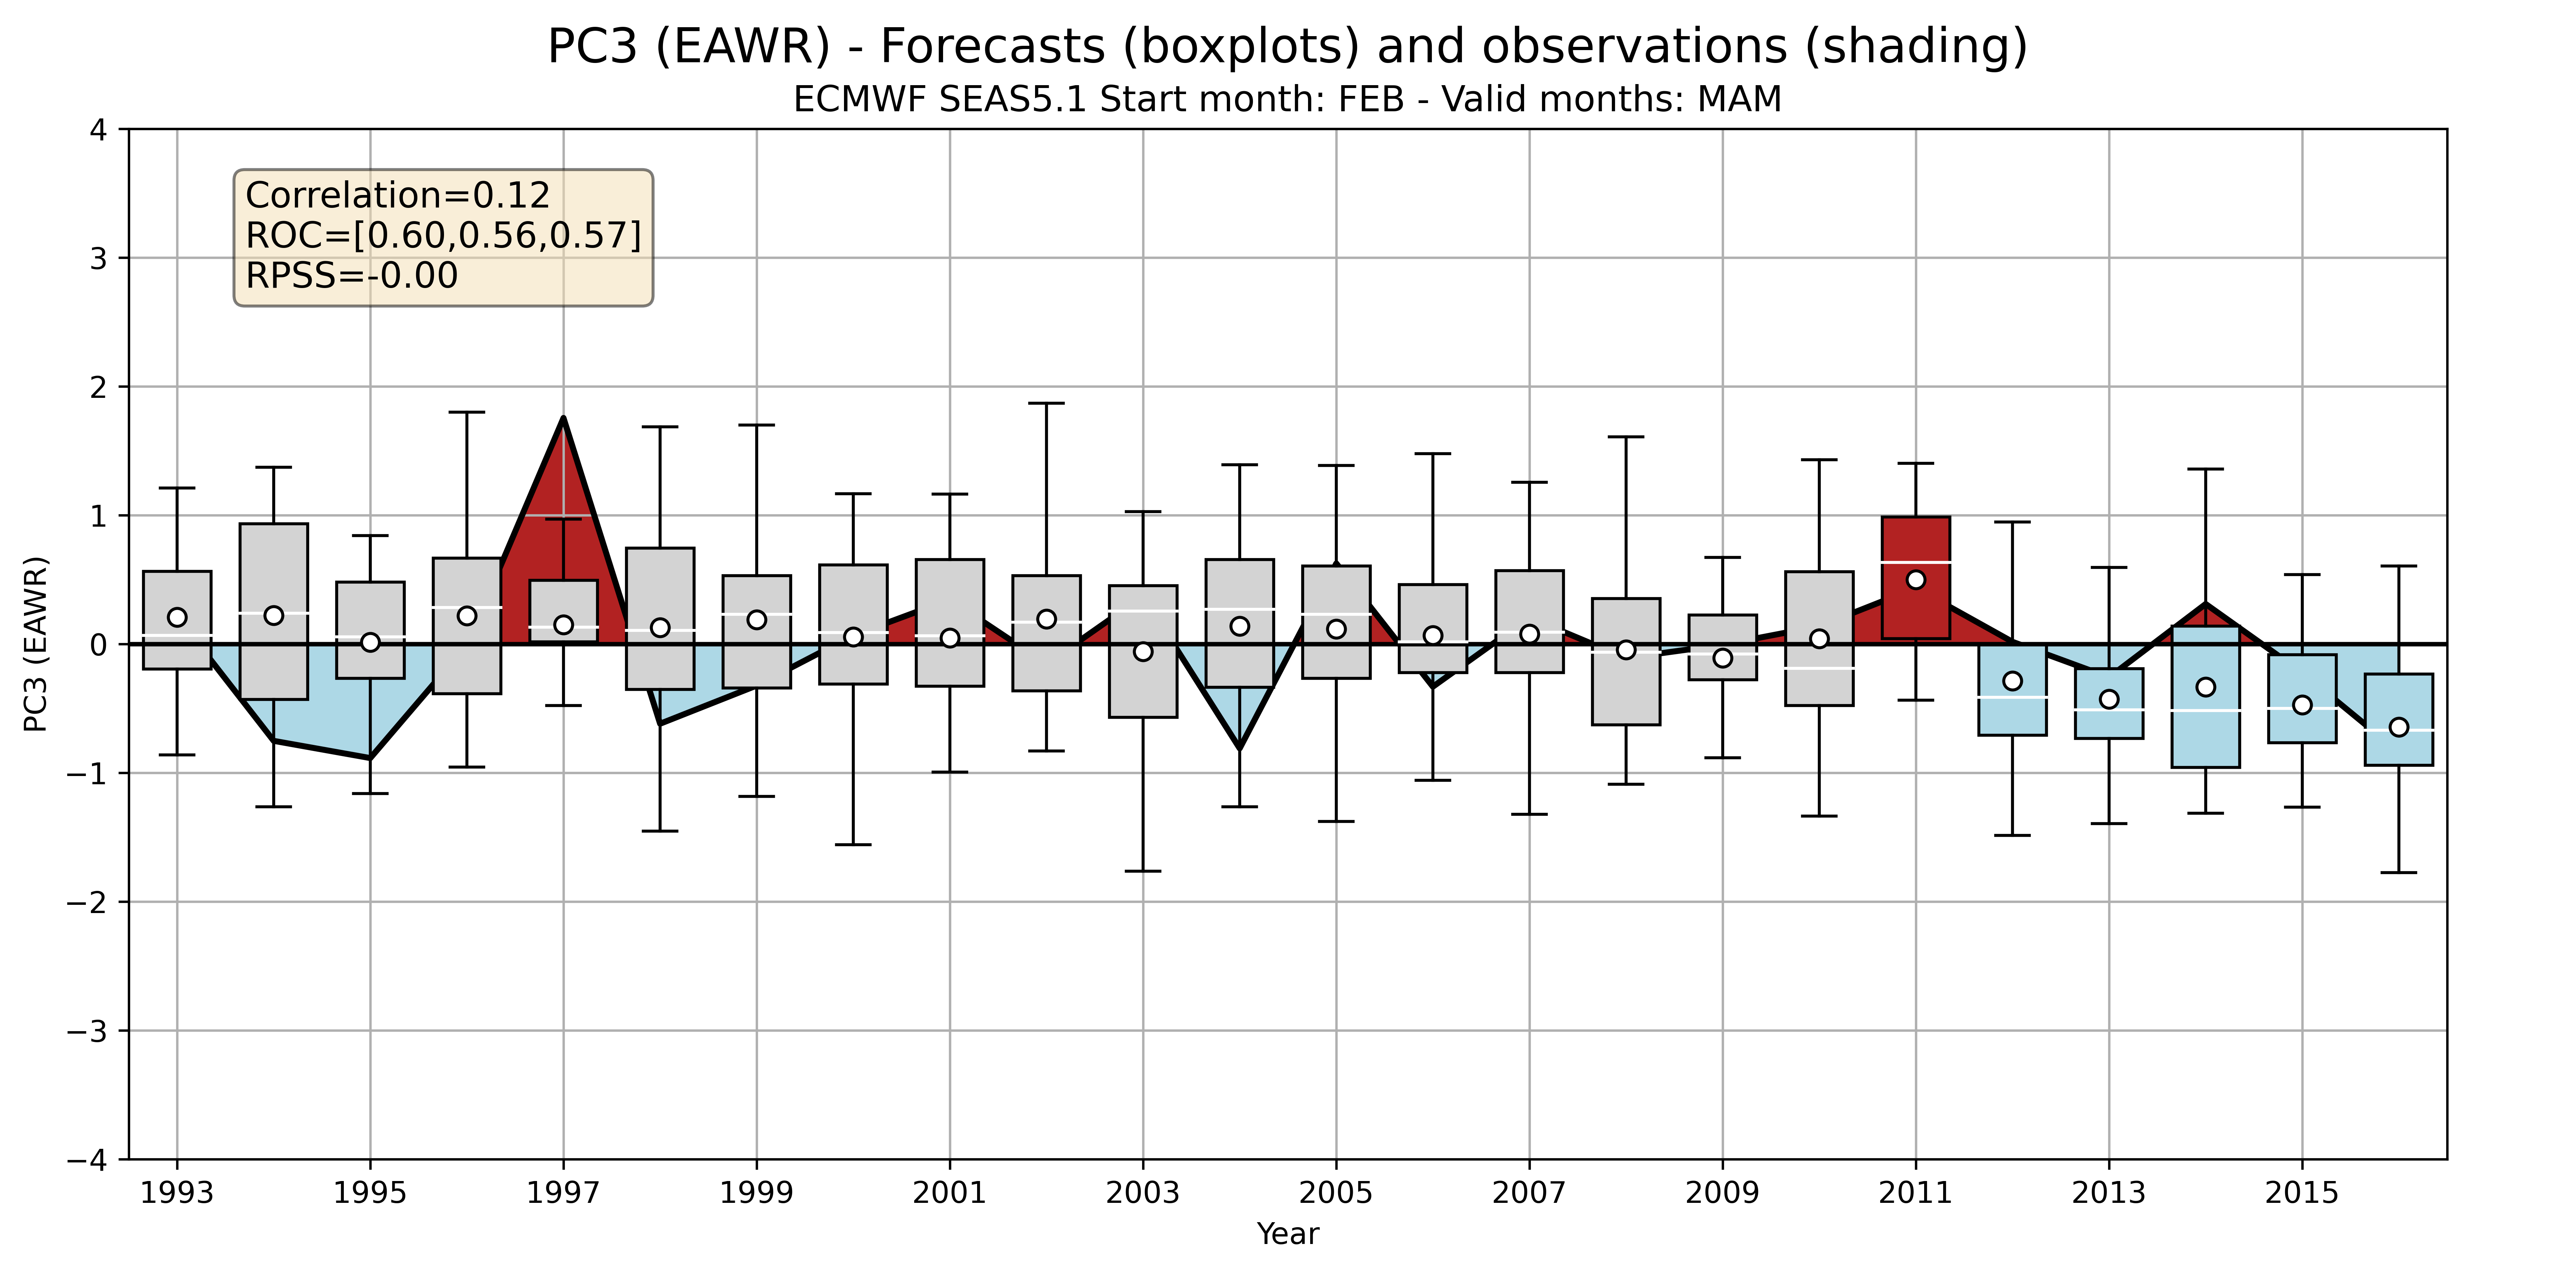 PC3 (EAWR) - Forecasts (boxplots) and observations (shading)
ECMWF SEAS5.1 Start month: FEB - Valid months: MAM
Correlation=0.12
ROC=[0.60,0.56,0.57]
RPSS=-0.00
PC3 (EAWR)
4
3
2
1
0
−1
−2
−3
−4
1993 1995 1997 1999 2001 2003 2005 2007 2009 2011 2013 2015
Year